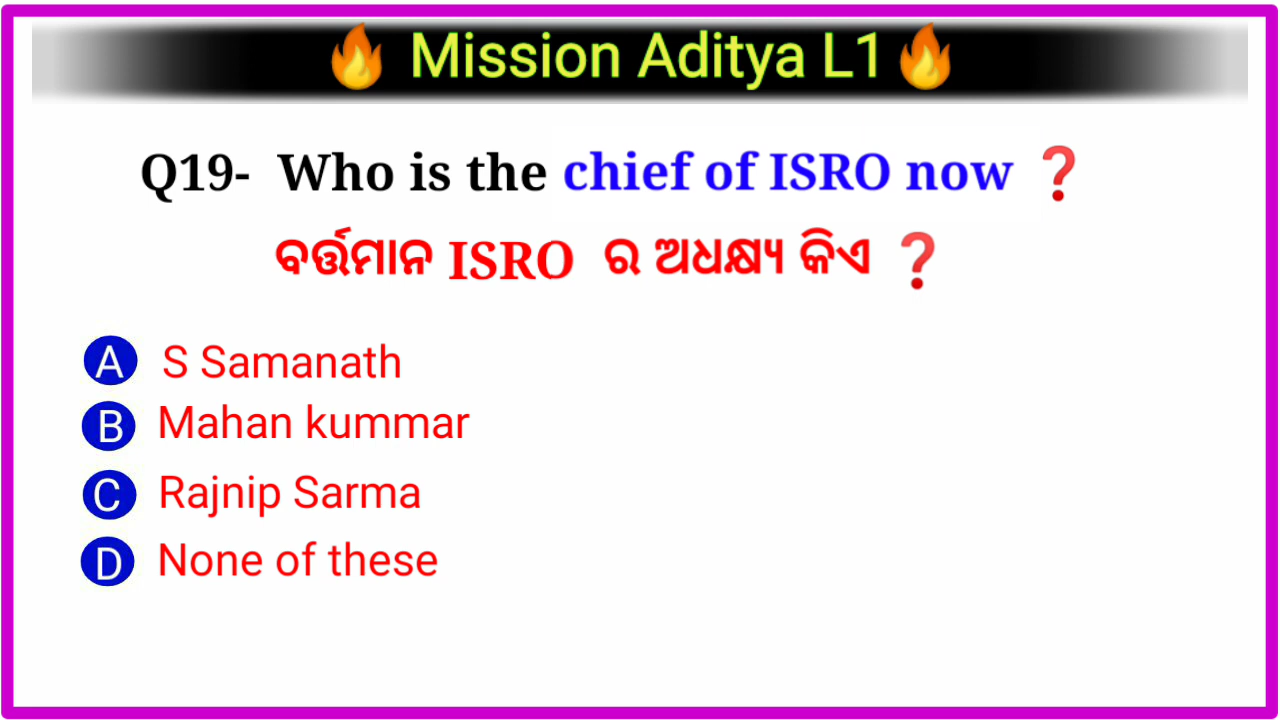 🔥 Mission Aditya L1 🔥
Q19- Who is the chief of ISRO now ❓
ବର୍ତ୍ତମାନ ISRO ର ଅଧକ୍ଷ୍ୟ କିଏ ❓
A S Samanath
B Mahan kummar
C Rajnip Sarma
D None of these